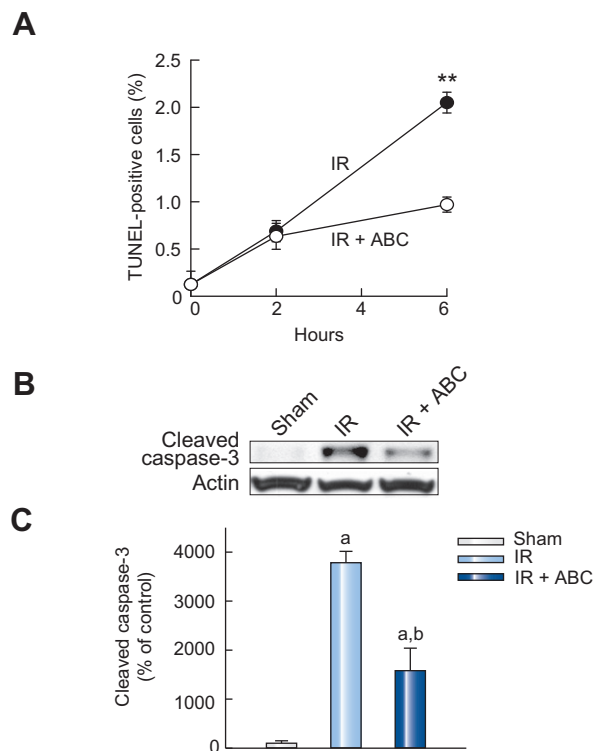 A
TUNEL-positive cells (%)
2.5
2.0
1.5
1.0
0.5
0
**
IR
IR + ABC
0
2
4
6
Hours
B
Sham
IR
IR + ABC
Cleaved
caspase-3
Actin
C
Cleaved caspase-3
(% of control)
4000
3000
2000
1000
0
a
a,b
Sham
IR
IR + ABC